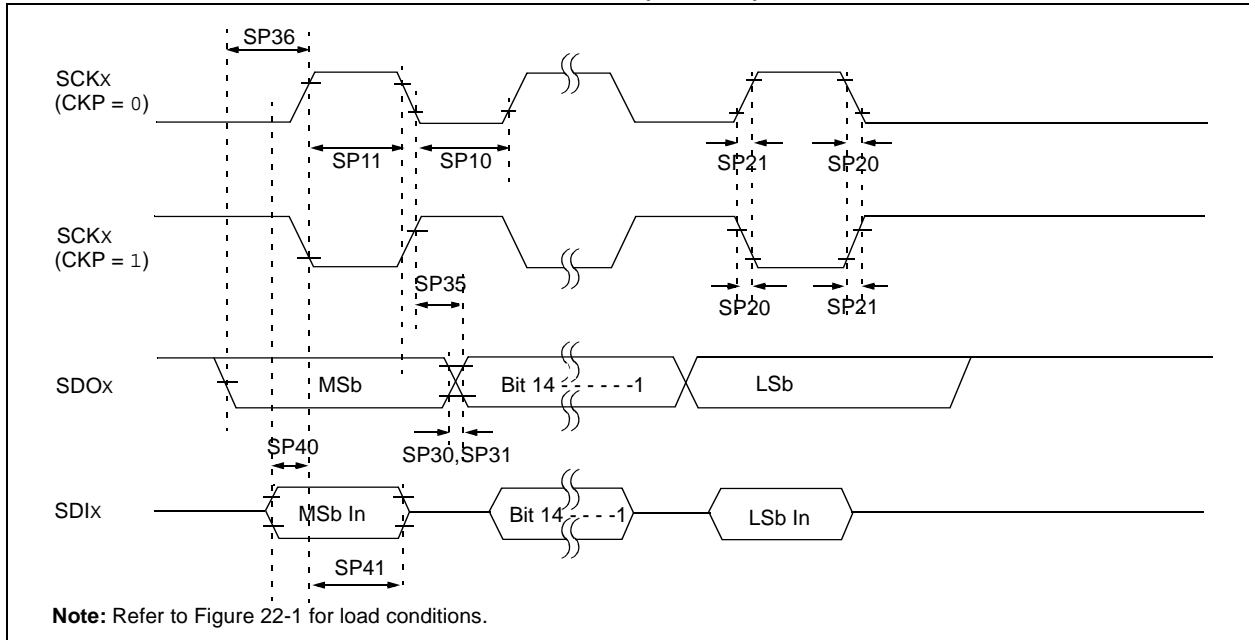 SP36
SCKX
(CKP = 0)
SP11
SP10
SP21
SP20
SCKX
(CKP = 1)
SP35
SP20
SP21
SDOX
MSb
Bit 14 - - - - - -1
LSb
SP40
SP30,SP31
SDIX
MSb In
Bit 14 - - - -1
LSb In
SP41
Note: Refer to Figure 22-1 for load conditions.